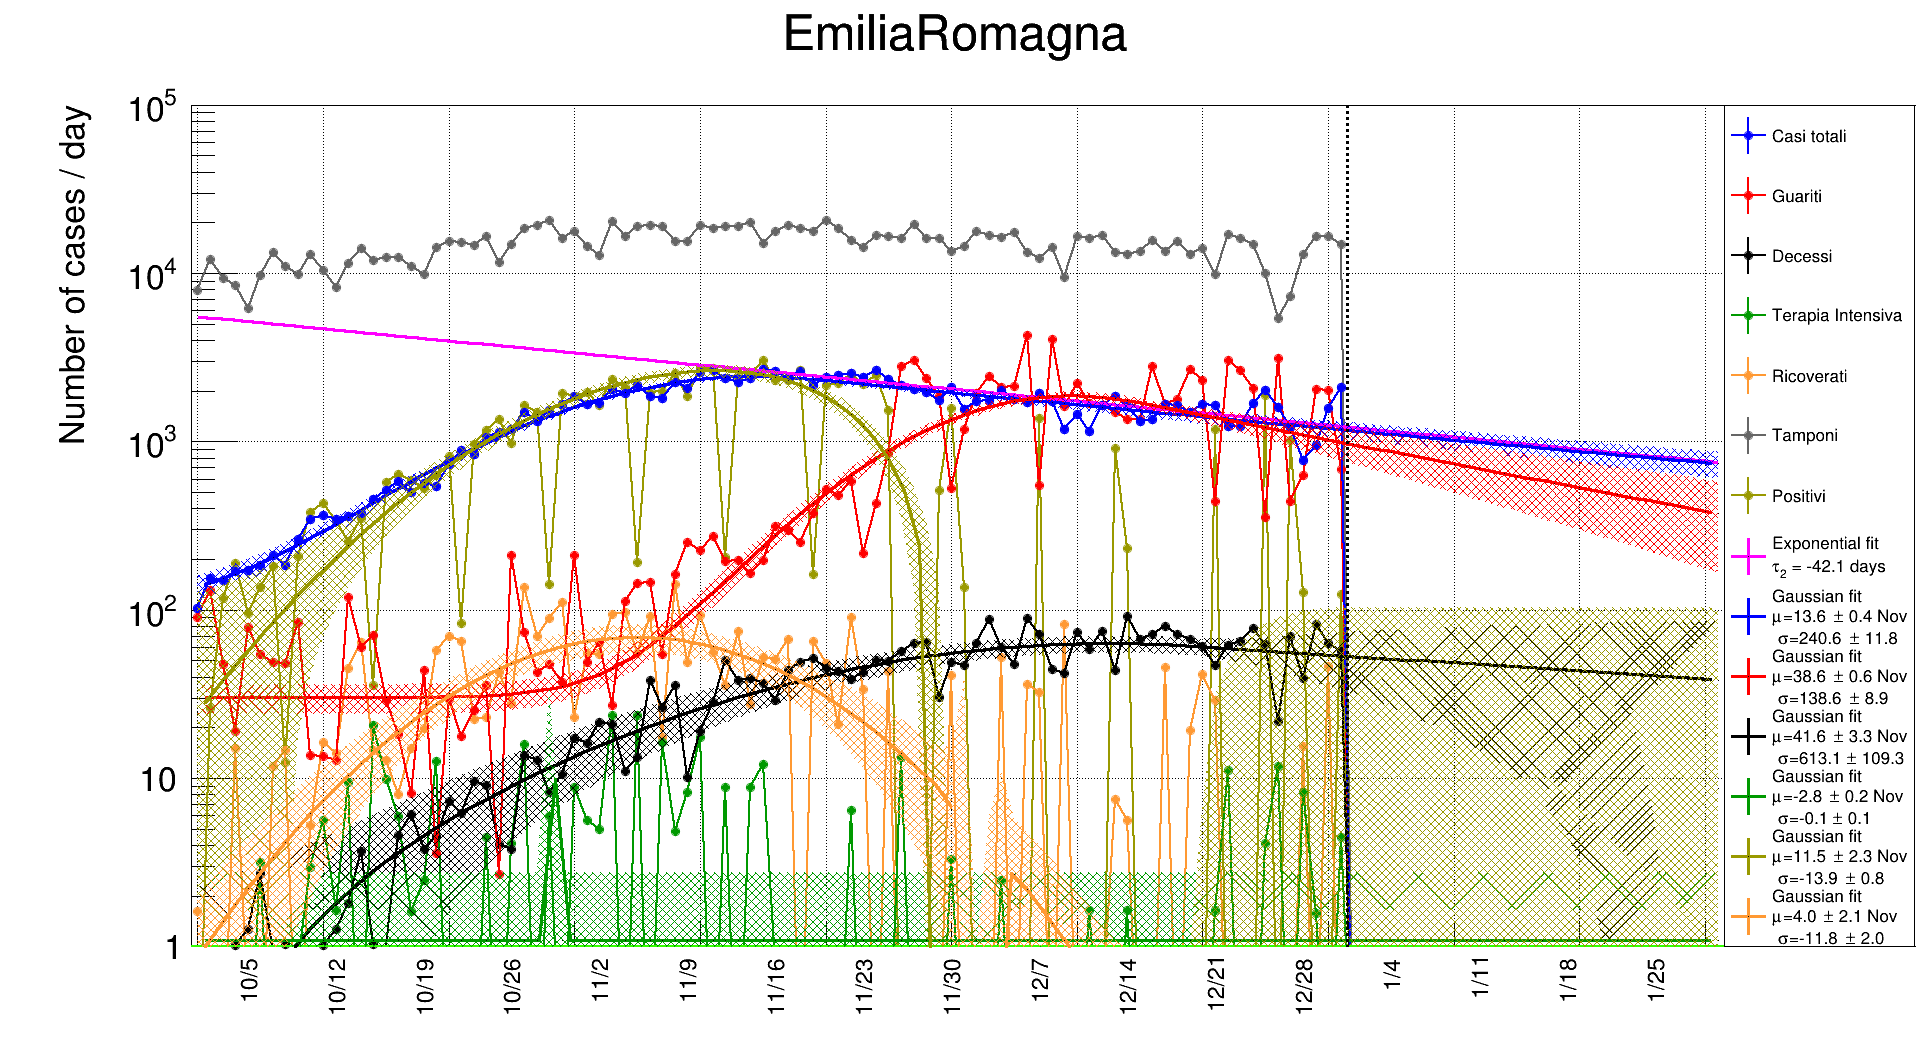 EmiliaRomagna
Number of cases / day
10^5
10^4
10^3
10^2
10
1
10/5
10/12
10/19
10/26
11/2
11/9
11/16
11/23
11/30
12/7
12/14
12/21
12/28
1/4
1/11
1/18
1/25
Casi totali
Guariti
Decessi
Terapia Intensiva
Ricoverati
Tamponi
Positivi
Exponential fit
τ₂ = -42.1 days
Gaussian fit
μ=13.6 ± 0.4 Nov
σ=240.6 ± 11.8
Gaussian fit
μ=38.6 ± 0.6 Nov
σ=138.6 ± 8.9
Gaussian fit
μ=41.6 ± 3.3 Nov
σ=613.1 ± 109.3
Gaussian fit
μ=-2.8 ± 0.2 Nov
σ=-0.1 ± 0.1
Gaussian fit
μ=11.5 ± 2.3 Nov
σ=-13.9 ± 0.8
Gaussian fit
μ=4.0 ± 2.1 Nov
σ=-11.8 ± 2.0